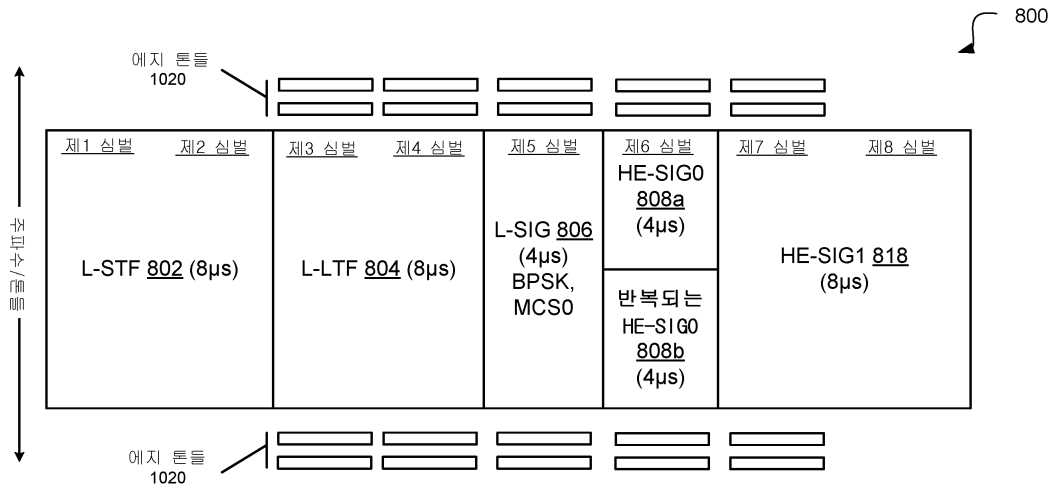 800
에지 톤들
1020
제1 심벌
제2 심벌
제3 심벌
제4 심벌
제5 심벌
제6 심벌
제7 심벌
제8 심벌
주파수/톤들
L-STF 802 (8µs)
L-LTF 804 (8µs)
L-SIG 806
(4µs)
BPSK,
MCS0
HE-SIG0
808a
(4µs)
반복되는
HE-SIG0
808b
(4µs)
HE-SIG1 818
(8µs)
에지 톤들
1020